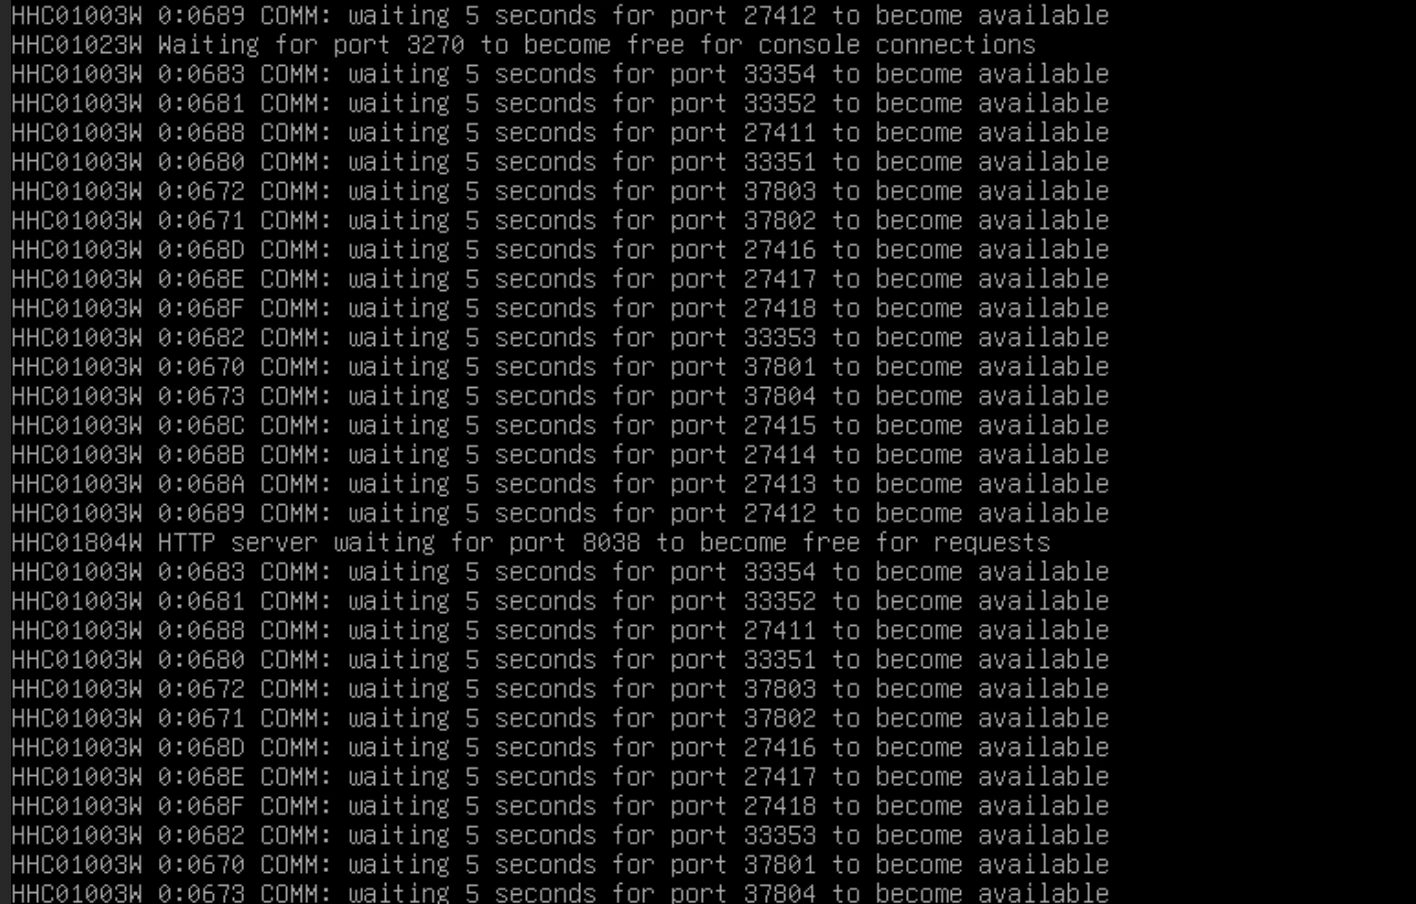 HHC01003W 0:0689 COMM: waiting 5 seconds for port 27412 to become available
HHC01023W Waiting for port 3270 to become free for console connections
HHC01003W 0:0683 COMM: waiting 5 seconds for port 33354 to become available
HHC01003W 0:0681 COMM: waiting 5 seconds for port 33352 to become available
HHC01003W 0:0688 COMM: waiting 5 seconds for port 27411 to become available
HHC01003W 0:0680 COMM: waiting 5 seconds for port 33351 to become available
HHC01003W 0:0672 COMM: waiting 5 seconds for port 37803 to become available
HHC01003W 0:0671 COMM: waiting 5 seconds for port 37802 to become available
HHC01003W 0:068D COMM: waiting 5 seconds for port 27416 to become available
HHC01003W 0:068E COMM: waiting 5 seconds for port 27417 to become available
HHC01003W 0:068F COMM: waiting 5 seconds for port 27418 to become available
HHC01003W 0:0682 COMM: waiting 5 seconds for port 33353 to become available
HHC01003W 0:0670 COMM: waiting 5 seconds for port 37801 to become available
HHC01003W 0:0673 COMM: waiting 5 seconds for port 37804 to become available
HHC01003W 0:068C COMM: waiting 5 seconds for port 27415 to become available
HHC01003W 0:068B COMM: waiting 5 seconds for port 27414 to become available
HHC01003W 0:068A COMM: waiting 5 seconds for port 27413 to become available
HHC01003W 0:0689 COMM: waiting 5 seconds for port 27412 to become available
HHC01804W HTTP server waiting for port 8038 to become free for requests
HHC01003W 0:0683 COMM: waiting 5 seconds for port 33354 to become available
HHC01003W 0:0681 COMM: waiting 5 seconds for port 33352 to become available
HHC01003W 0:0688 COMM: waiting 5 seconds for port 27411 to become available
HHC01003W 0:0680 COMM: waiting 5 seconds for port 33351 to become available
HHC01003W 0:0672 COMM: waiting 5 seconds for port 37803 to become available
HHC01003W 0:0671 COMM: waiting 5 seconds for port 37802 to become available
HHC01003W 0:068D COMM: waiting 5 seconds for port 27416 to become available
HHC01003W 0:068E COMM: waiting 5 seconds for port 27417 to become available
HHC01003W 0:068F COMM: waiting 5 seconds for port 27418 to become available
HHC01003W 0:0682 COMM: waiting 5 seconds for port 33353 to become available
HHC01003W 0:0670 COMM: waiting 5 seconds for port 37801 to become available
HHC01003W 0:0673 COMM: waiting 5 seconds for port 37804 to become available